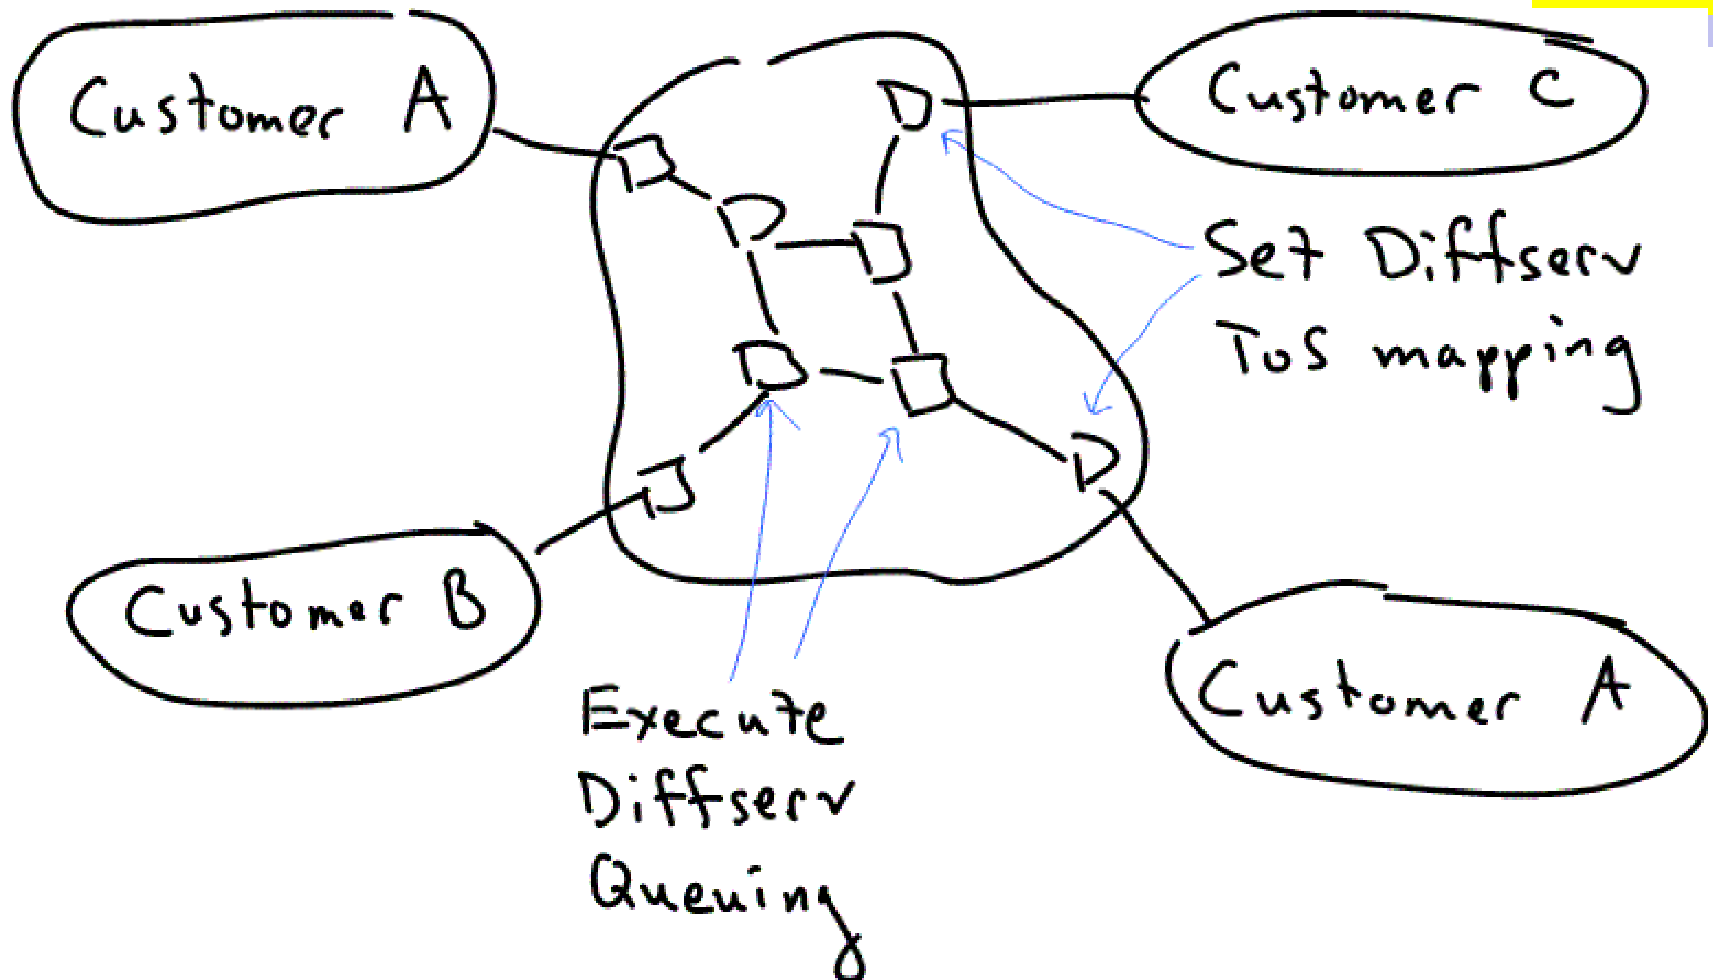 Customer A
Customer C
Set Diffserv
ToS mapping
Customer B
Customer A
Execute
Diffserv
Queuing